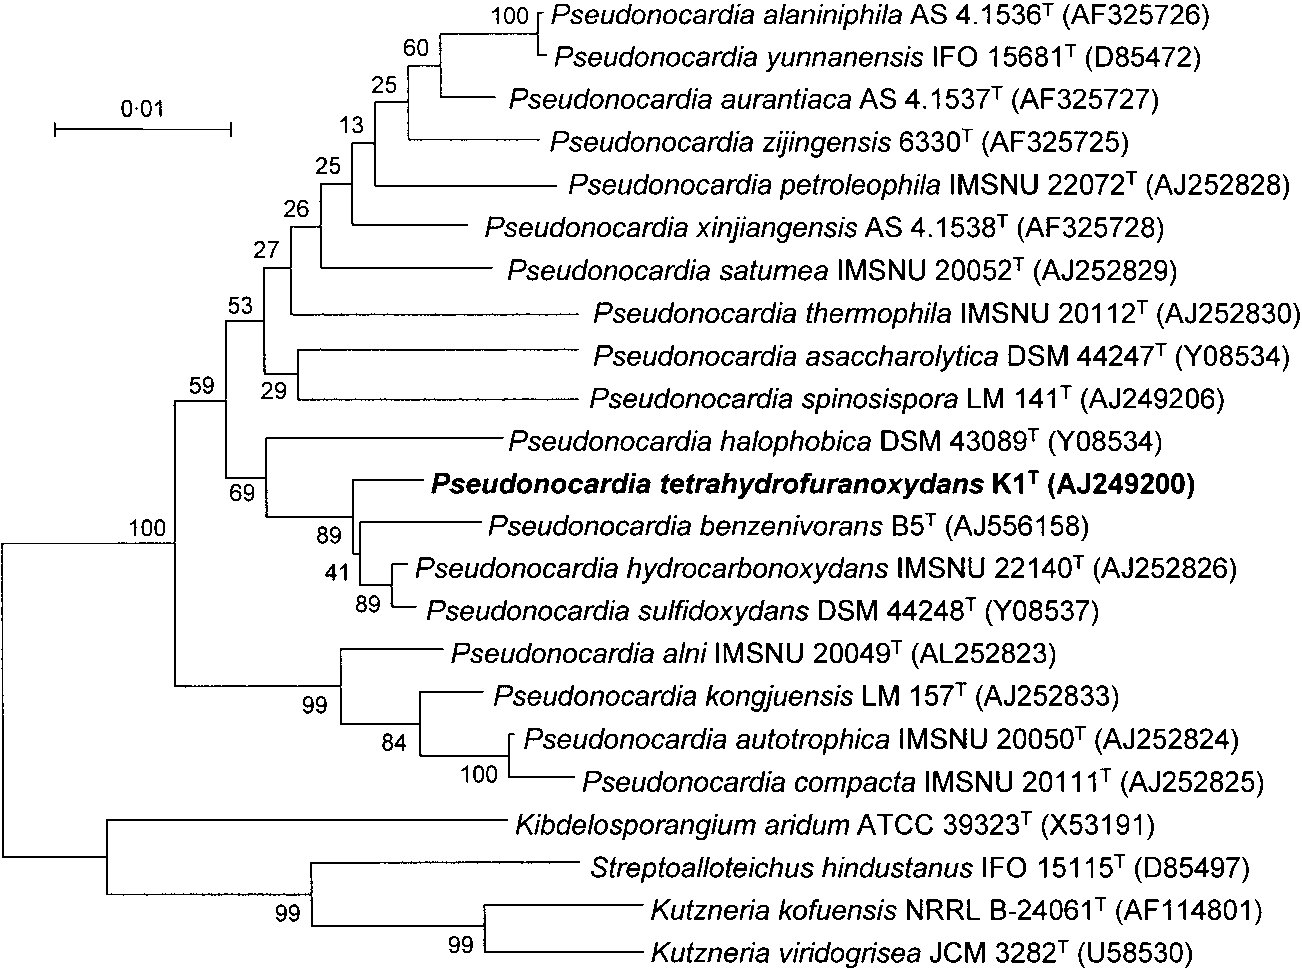 100 Pseudonocardia alaniniphila AS 4.1536T (AF325726)
60
Pseudonocardia yunnanensis IFO 15681T (D85472)
25
Pseudonocardia aurantiaca AS 4.1537T (AF325727)
0·01
13
Pseudonocardia zijingensis 6330T (AF325725)
25
Pseudonocardia petroleophila IMSNU 22072T (AJ252828)
26
Pseudonocardia xinjiangensis AS 4.1538T (AF325728)
27
Pseudonocardia saturnea IMSNU 20052T (AJ252829)
53
Pseudonocardia thermophila IMSNU 20112T (AJ252830)
Pseudonocardia asaccharolytica DSM 44247T (Y08534)
59
29
Pseudonocardia spinosispora LM 141T (AJ249206)
Pseudonocardia halophobica DSM 43089T (Y08534)
69
Pseudonocardia tetrahydrofuranoxydans K1T (AJ249200)
100
89
Pseudonocardia benzenivorans B5T (AJ556158)
41
Pseudonocardia hydrocarbonoxydans IMSNU 22140T (AJ252826)
89
Pseudonocardia sulfidoxydans DSM 44248T (Y08537)
Pseudonocardia alni IMSNU 20049T (AL252823)
99
Pseudonocardia kongjuensis LM 157T (AJ252833)
84
Pseudonocardia autotrophica IMSNU 20050T (AJ252824)
100
Pseudonocardia compacta IMSNU 20111T (AJ252825)
Kibdelosporangium aridum ATCC 39323T (X53191)
Streptoalloteichus hindustanus IFO 15115T (D85497)
99
Kutzneria kofuensis NRRL B-24061T (AF114801)
99
Kutzneria viridogrisea JCM 3282T (U58530)